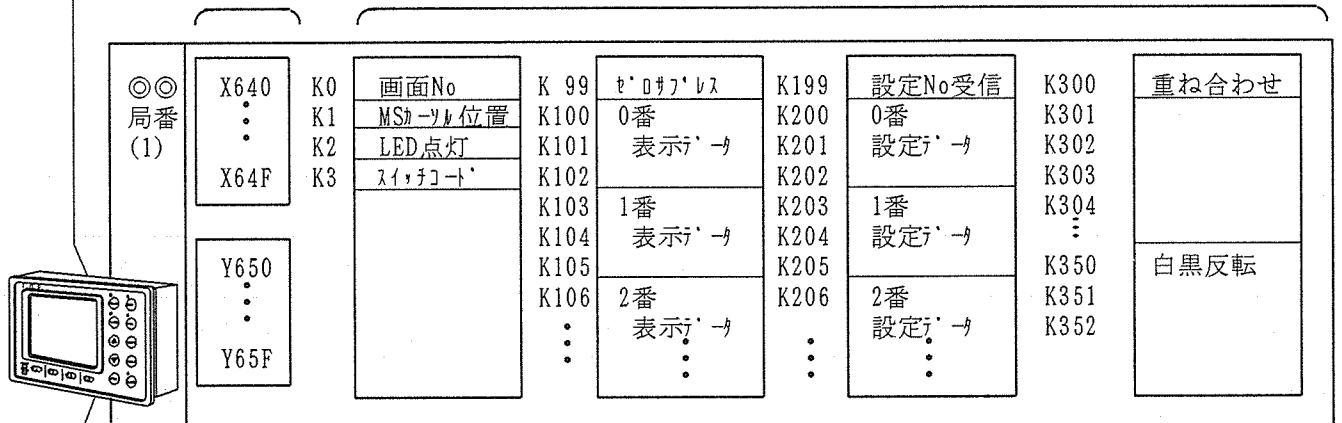 ◎◎
局番
(1)
X640
X64F
Y650
Y65F
K0 画面No
K1 MSｶｰｿﾙ位置
K2 LED点灯
K3 ｽｲｯﾁｺｰﾄﾞ
K 99 ｾﾞﾛｻﾌﾟﾚｽ
K100 0番
K101 表示ﾃﾞｰﾀ
K102
K103 1番
K104 表示ﾃﾞｰﾀ
K105
K106 2番
表示ﾃﾞｰﾀ
K199 設定No受信
K200 0番
K201 設定ﾃﾞｰﾀ
K202
K203 1番
K204 設定ﾃﾞｰﾀ
K205
K206 2番
設定ﾃﾞｰﾀ
K300 重ね合わせ
K301
K302
K303
K304
K350 白黒反転
K351
K352